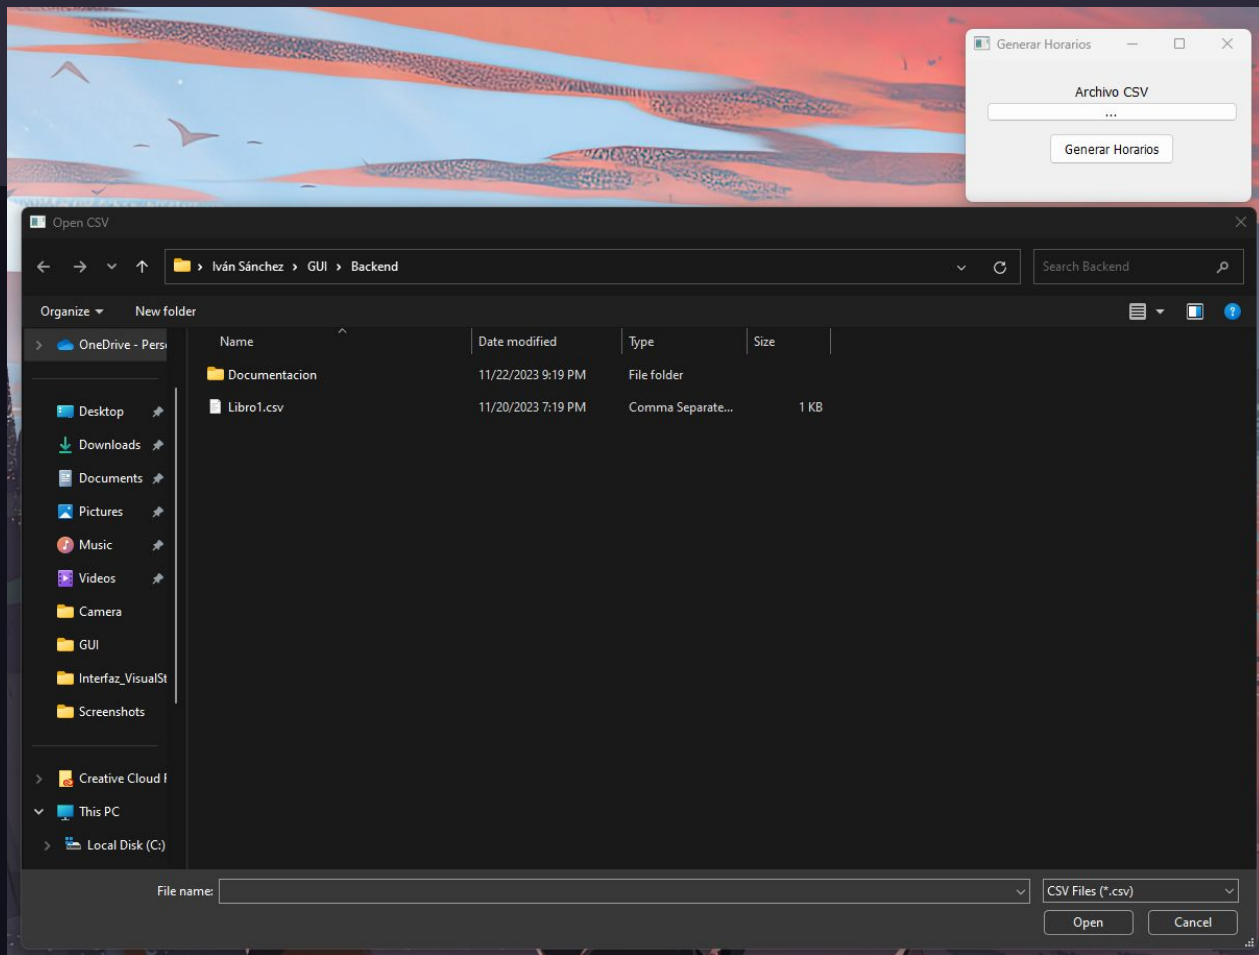 Generar Horarios
Archivo CSV
...
Generar Horarios
Open CSV
Iván Sánchez › GUI › Backend
Search Backend
Organize
New folder
OneDrive - Pers
Name
Date modified
Type
Size
Documentacion
11/22/2023 9:19 PM
File folder
Libro1.csv
11/20/2023 7:19 PM
Comma Separate...
1 KB
Desktop
Downloads
Documents
Pictures
Music
Videos
Camera
GUI
Interfaz_VisualSt
Screenshots
Creative Cloud F
This PC
Local Disk (C:)
File name:
CSV Files (*.csv)
Open
Cancel